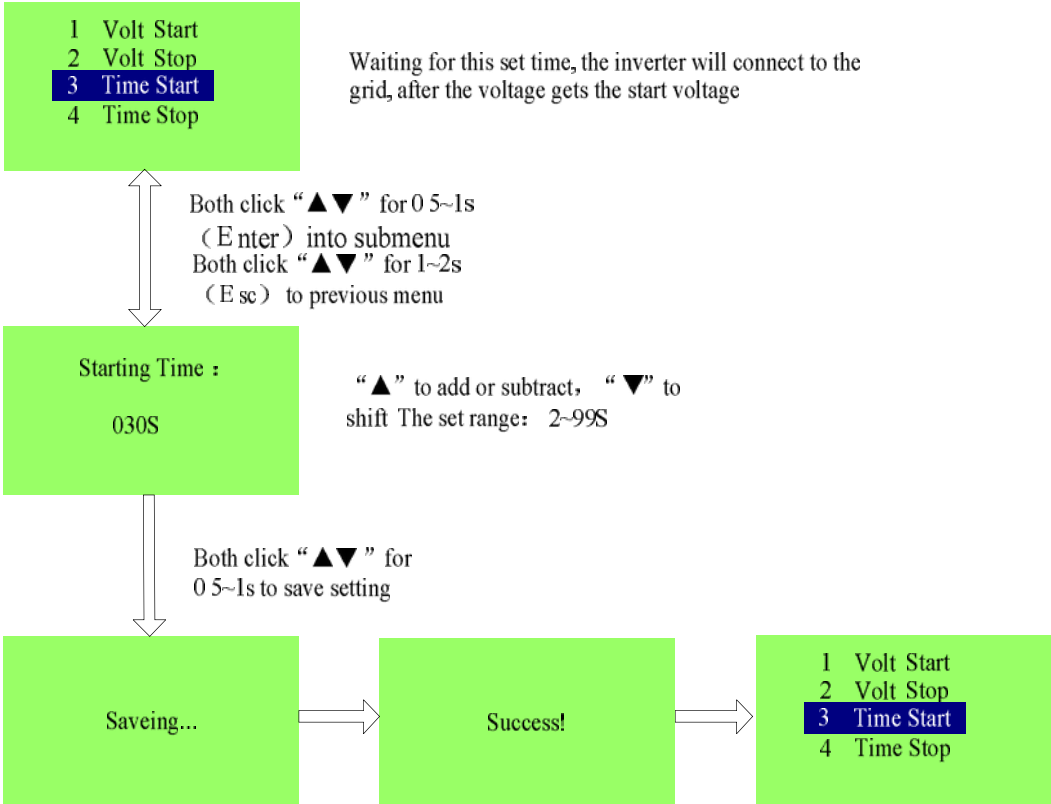 1 Volt Start
2 Volt Stop
3 Time Start
4 Time Stop
Waiting for this set time, the inverter will connect to the
grid, after the voltage gets the start voltage
Both click “▲▼ ” for 0 5~1s
（Enter）into submenu
Both click “▲▼ ” for 1~2s
（Esc） to previous menu
Starting Time：
030S
“▲” to add or subtract， “ ▼” to
shift The set range： 2~99S
Both click “▲▼ ” for
0 5~1s to save setting
Saveing...
Success!
1 Volt Start
2 Volt Stop
3 Time Start
4 Time Stop